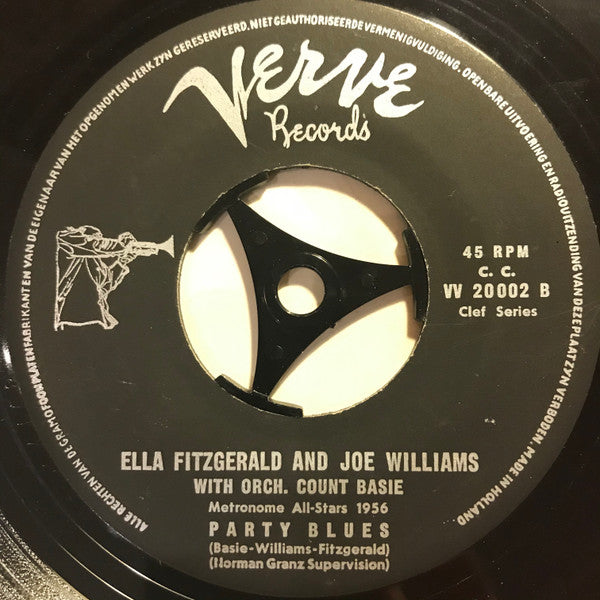 ALLE RECHTEN VAN DE GRAMOFOONPLATENFABRIKANT EN VAN DE EIGENAAR VAN HET OPGENOMEN WERK ZYN GERESERVEERD. NIET GEAUTHORISEERDE VERMENIGVULDIGING. OPENBARE UITVOERING EN RADIOUITZENDING VAN DEZE PLAAT ZYN VERBODEN. MADE IN HOLLAND
Verve
Records
45 RPM
C. C.
VV 20002 B
Clef Series
ELLA FITZGERALD AND JOE WILLIAMS
WITH ORCH. COUNT BASIE
Metronome All-Stars 1956
PARTY BLUES
(Basie-Williams-Fitzgerald)
(Norman Granz Supervision)